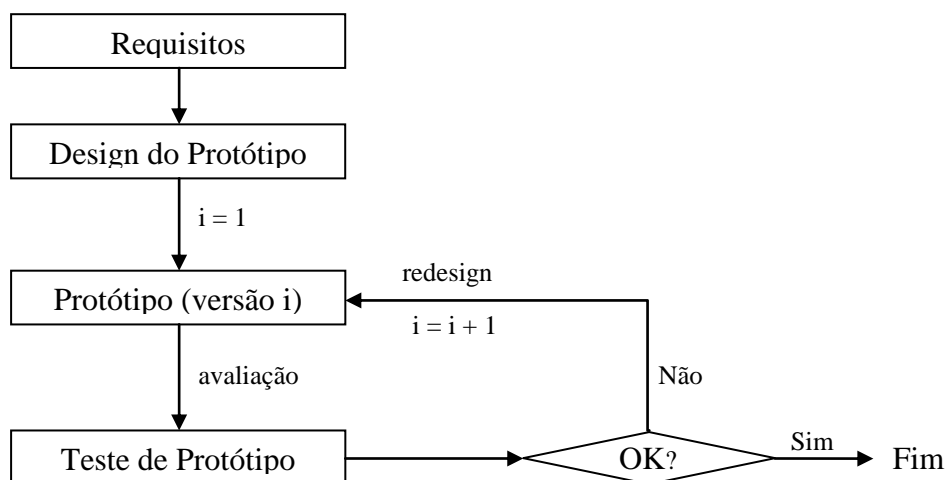 Requisitos
Design do Protótipo
i = 1
redesign
Protótipo (versão i)
i = i + 1
avaliação
Não
Teste de Protótipo
OK?
Sim
Fim